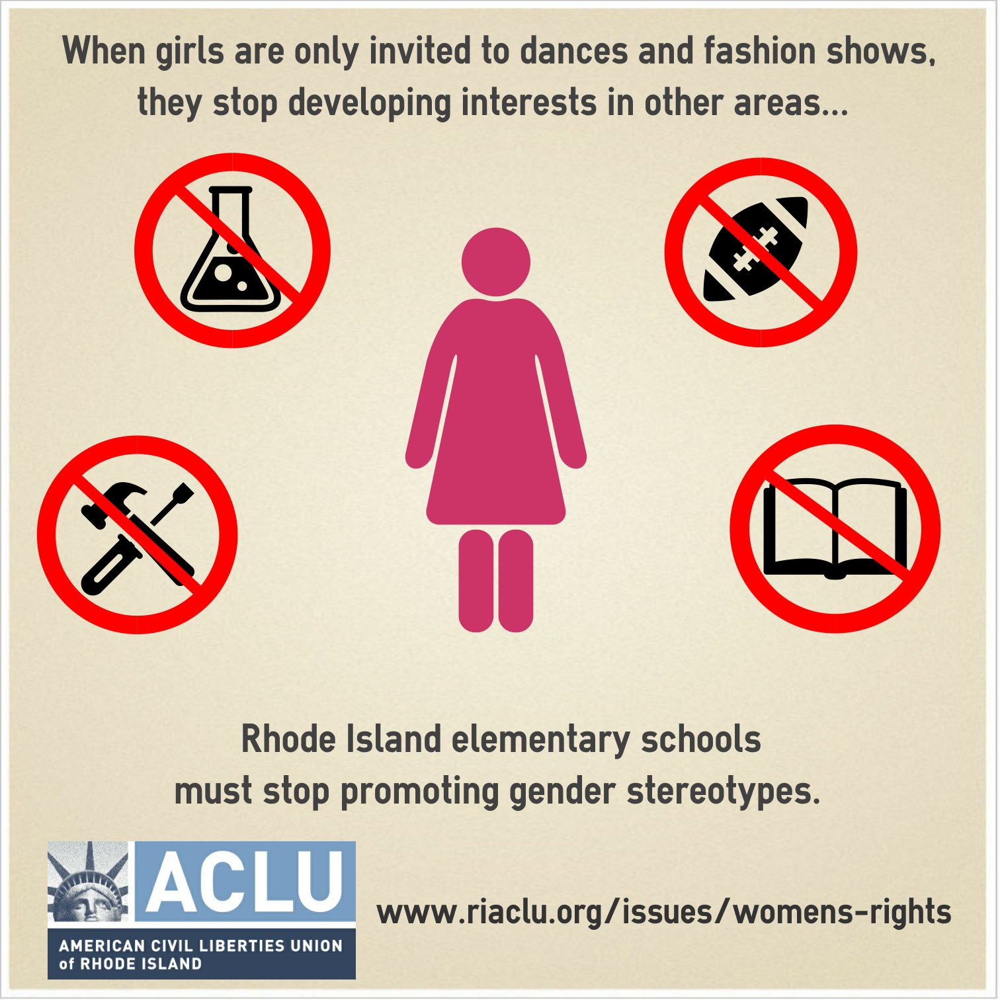 When girls are only invited to dances and fashion shows,
they stop developing interests in other areas...
Rhode Island elementary schools
must stop promoting gender stereotypes.
ACLU
AMERICAN CIVIL LIBERTIES UNION
of RHODE ISLAND
www.riaclu.org/issues/womens-rights